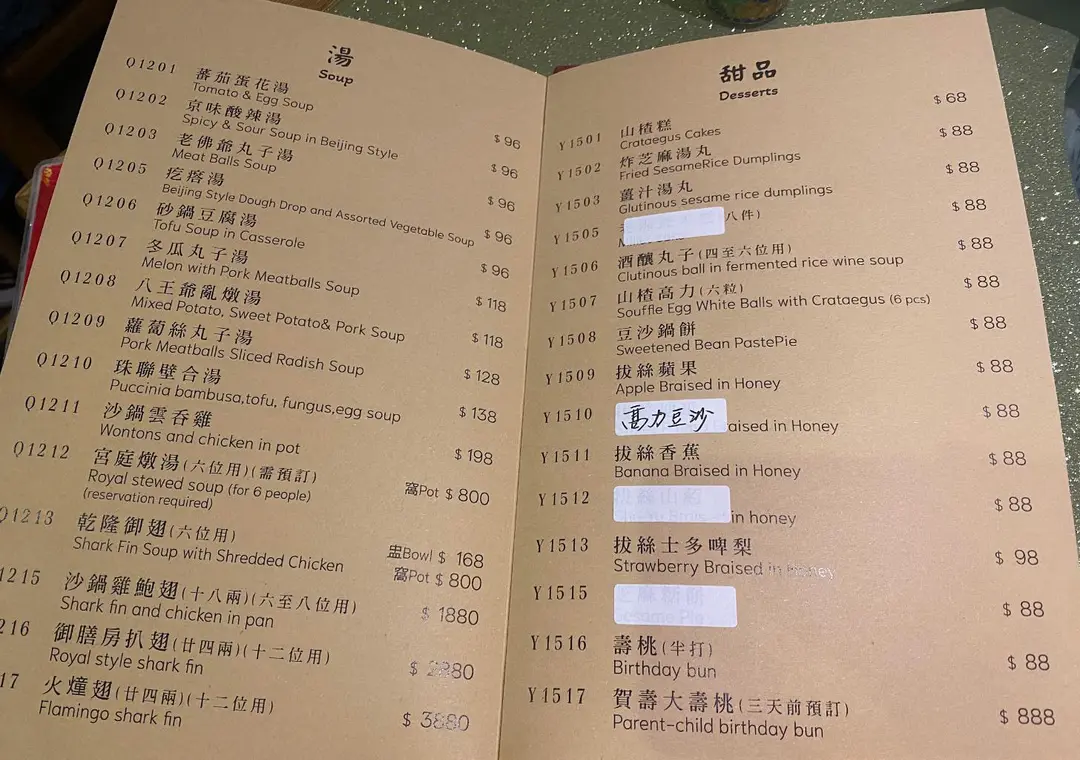 湯
Soup
Q1201 蕃茄蛋花湯
Tomato & Egg Soup $ 96
Q1202 京味酸辣湯
Spicy & Sour Soup in Beijing Style $ 96
Q1203 老佛爺丸子湯
Meat Balls Soup $ 96
Q1205 疙瘩湯
Beijing Style Dough Drop and Assorted Vegetable Soup $ 96
Q1206 砂鍋豆腐湯
Tofu Soup in Casserole $ 96
Q1207 冬瓜丸子湯
Melon with Pork Meatballs Soup $ 118
Q1208 八王爺亂燉湯
Mixed Potato, Sweet Potato& Pork Soup $ 118
Q1209 蘿蔔絲丸子湯
Pork Meatballs Sliced Radish Soup $ 128
Q1210 珠聯壁合湯
Puccinia bambusa,tofu, fungus,egg soup $ 138
Q1211 沙鍋雲吞雞
Wontons and chicken in pot $ 198
Q1212 宮庭燉湯(六位用)(需預訂)
Royal stewed soup (for 6 people) 窩Pot $ 800
(reservation required)
Q1213 乾隆御翅(六位用) 盅Bowl $ 168
Shark Fin Soup with Shredded Chicken 窩Pot $ 800
1215 沙鍋雞鮑翅(十八兩)(六至八位用)
Shark fin and chicken in pan $ 1880
216 御膳房扒翅(廿四兩)(十二位用)
Royal style shark fin $ 2880
17 火燑翅(廿四兩)(十二位用)
Flamingo shark fin $ 3880
甜品
Desserts
Y1501 山楂糕 $ 68
Crataegus Cakes
Y1502 炸芝麻湯丸 $ 88
Fried SesameRice Dumplings
Y1503 薑汁湯丸 $ 88
Glutinous sesame rice dumplings
Y1505 八件) $ 88
Y1506 酒釀丸子(四至六位用) $ 88
Clutinous ball in fermented rice wine soup
Y1507 山楂高力(六粒) $ 88
Souffle Egg White Balls with Crataegus (6 pcs)
Y1508 豆沙鍋餅 $ 88
Sweetened Bean PastePie
Y1509 拔絲蘋果 $ 88
Apple Braised in Honey
Y1510 高力豆沙 $ 88
aised in Honey
Y1511 拔絲香蕉 $ 88
Banana Braised in Honey
Y1512 $ 88
in honey
Y1513 拔絲士多啤梨 $ 98
Strawberry Braised in honey
Y1515 $ 88
Y1516 壽桃(半打) $ 88
Birthday bun
Y1517 賀壽大壽桃(三天前預訂) $ 888
Parent-child birthday bun